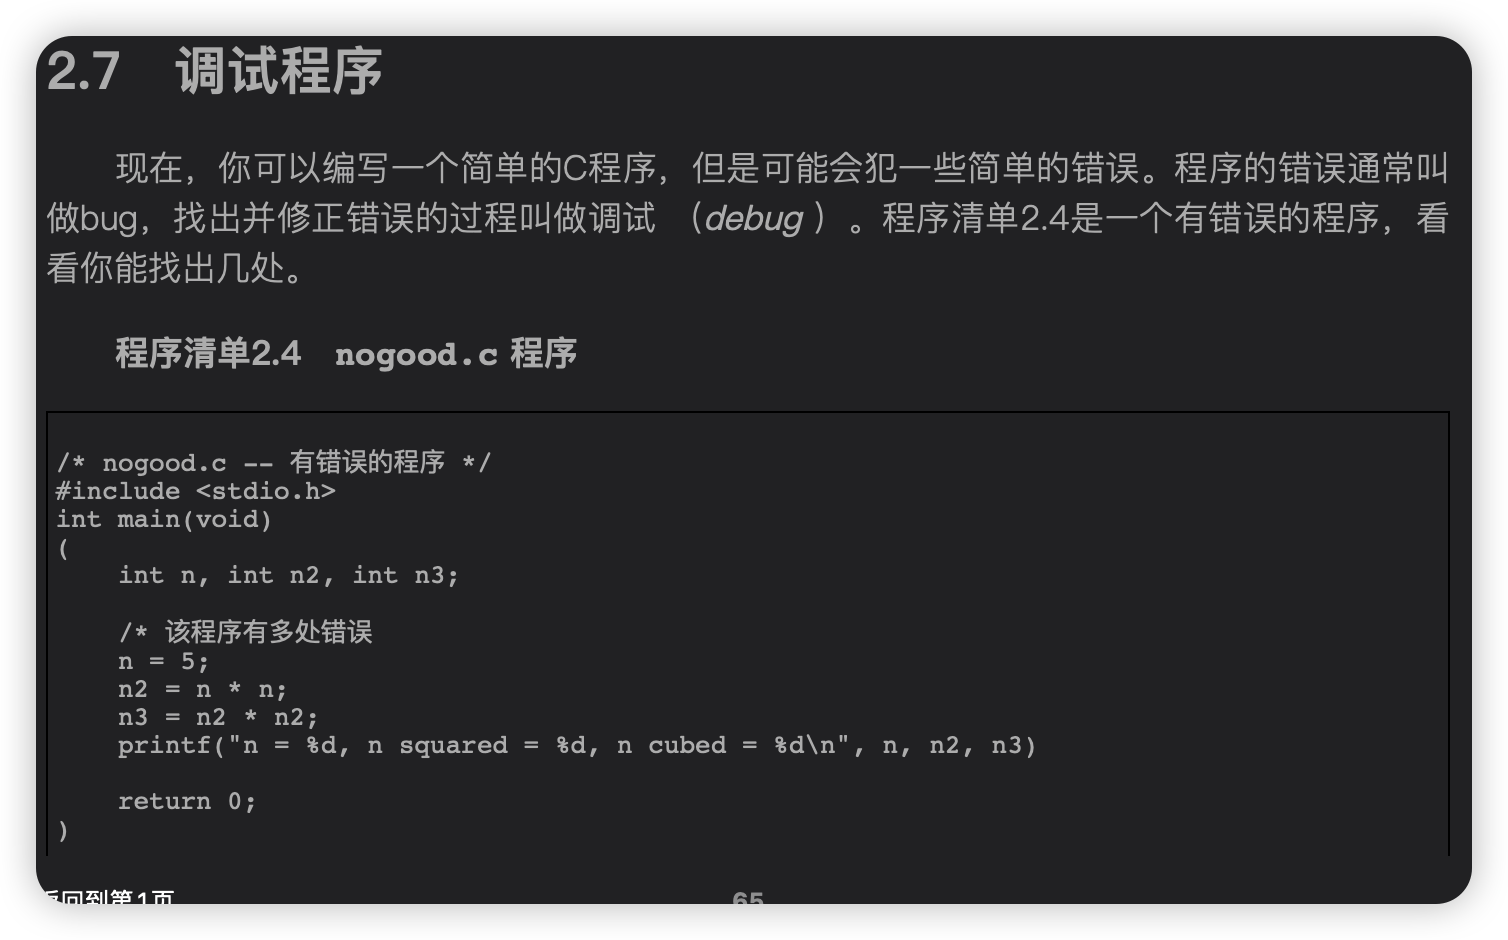 2.7 调试程序
现在，你可以编写一个简单的C程序，但是可能会犯一些简单的错误。程序的错误通常叫
做bug，找出并修正错误的过程叫做调试 （debug ）。程序清单2.4是一个有错误的程序，看
看你能找出几处。
程序清单2.4 nogood.c 程序
/* nogood.c -- 有错误的程序 */
#include <stdio.h>
int main(void)
(
int n, int n2, int n3;
/* 该程序有多处错误
n = 5;
n2 = n * n;
n3 = n2 * n2;
printf("n = %d, n squared = %d, n cubed = %d\n", n, n2, n3)
return 0;
)
返回到第1页
65